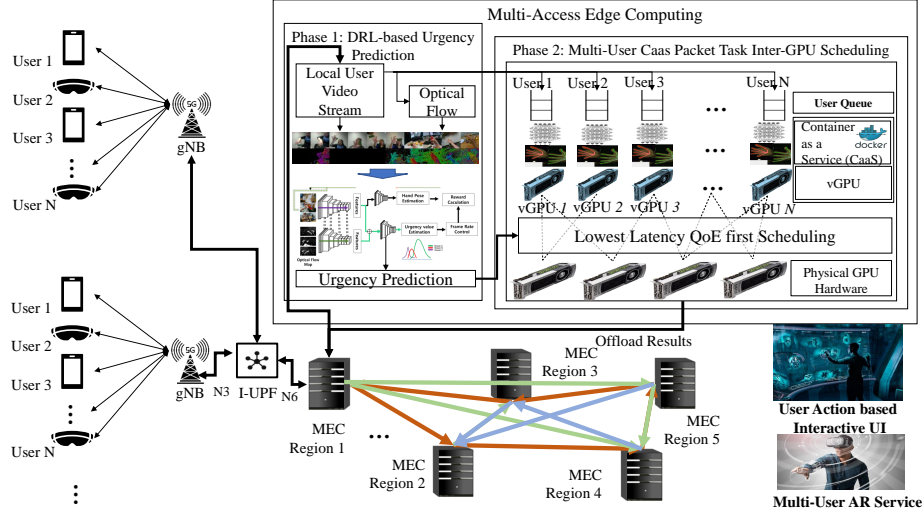 Multi-Access Edge Computing
Phase 1: DRL-based Urgency
Prediction
Local User
Video
Stream
Optical
Flow
Hand Pose
Estimation
Reward
Caculation
Features
Features
Urgency value
Estimation
Frame Rate
Control
Optical Flow
Map
Urgency Prediction
Phase 2: Multi-User Caas Packet Task Inter-GPU Scheduling
User
1
User
2
User
3
...
User N
User Queue
Container
as a
Service (CaaS)
docker
vGPU
...
vGPU 1
vGPU 2
vGPU 3
vGPU N
Lowest Latency QoE first Scheduling
Physical GPU
Hardware
User 1
User 2
User 3
...
User N
5G
gNB
User 1
User 2
User 3
...
User N
...
5G
gNB
N3
I-UPF
N6
Offload Results
MEC
Region 1
...
MEC
Region 2
MEC
Region 3
MEC
Region 4
MEC
Region 5
User Action based
Interactive UI
Multi-User AR Service